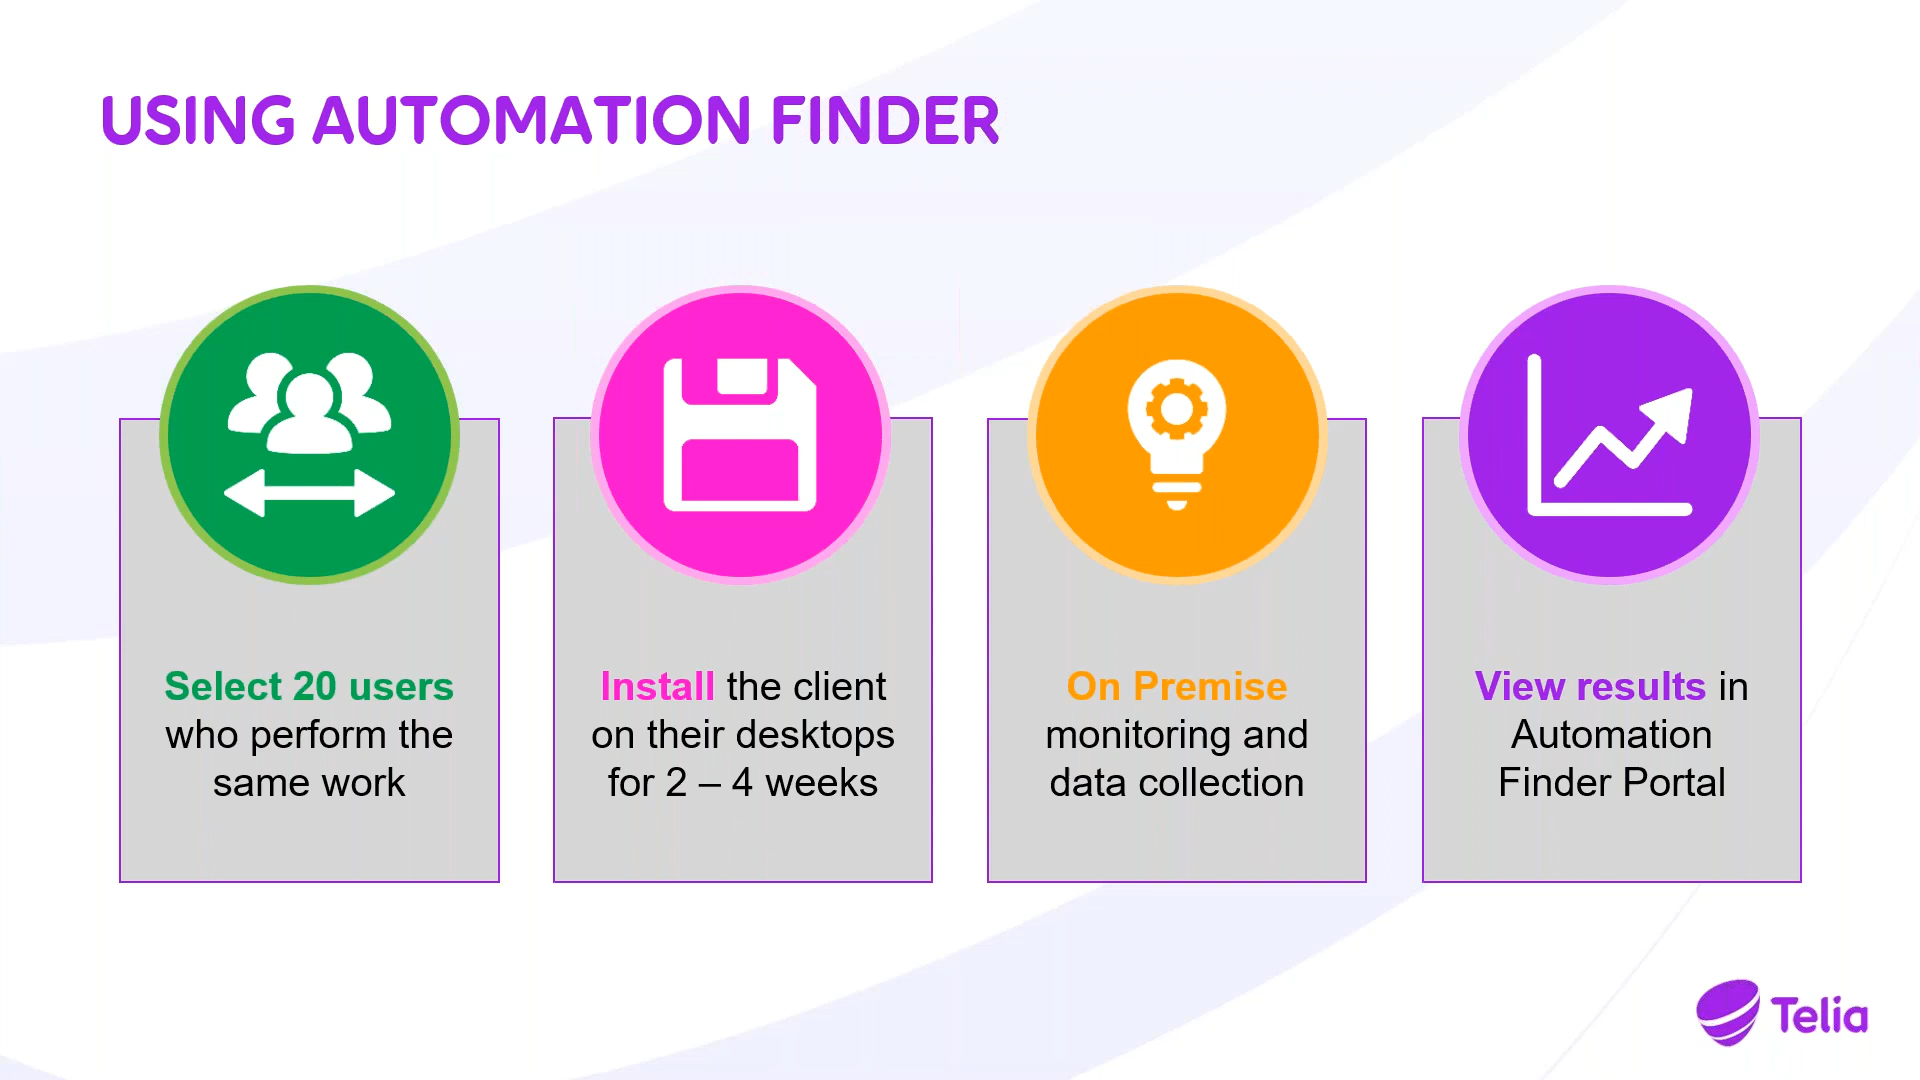 USING AUTOMATION FINDER
Select 20 users
who perform the
same work
Install the client
on their desktops
for 2 – 4 weeks
On Premise
monitoring and
data collection
View results in
Automation
Finder Portal
Telia